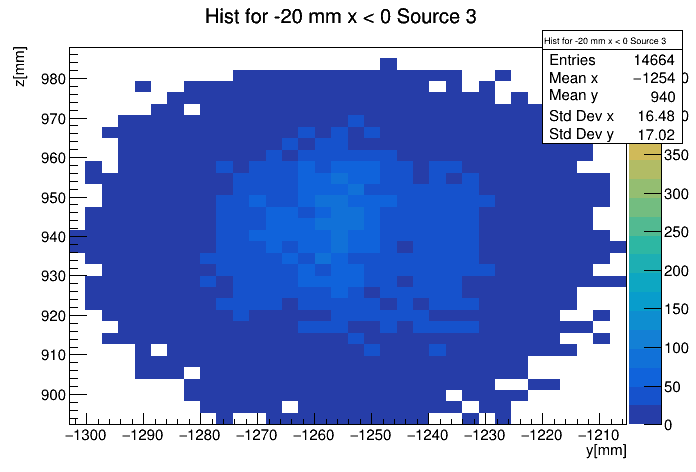 Hist for -20 mm x < 0 Source 3
Hist for -20 mm x < 0 Source 3
Entries 14664
Mean x −1254
Mean y 940
Std Dev x 16.48
Std Dev y 17.02
z[mm]
980
970
960
950
940
930
920
910
900
−1300 −1290 −1280 −1270 −1260 −1250 −1240 −1230 −1220 −1210
y[mm]
350
300
250
200
150
100
50
0